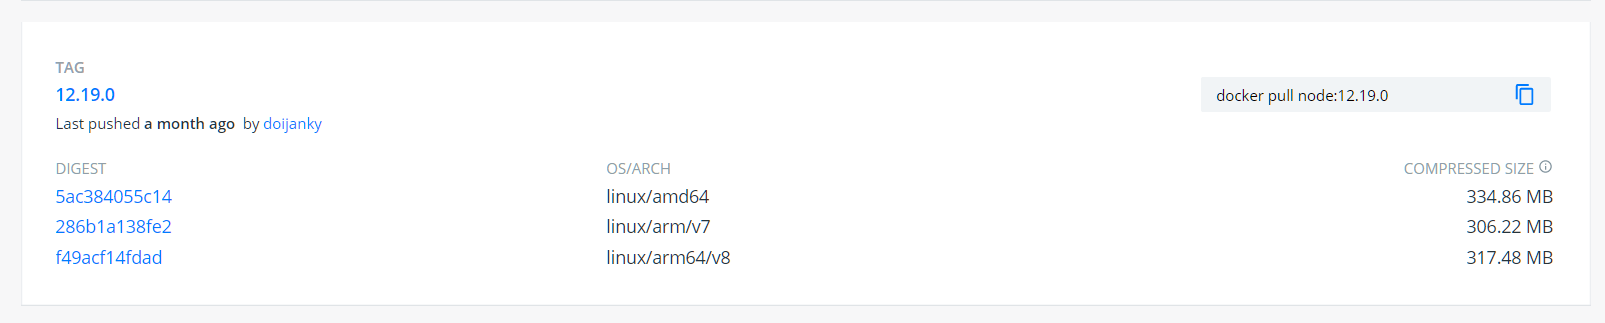 TAG
12.19.0
docker pull node:12.19.0
Last pushed a month ago by doijanky
DIGEST OS/ARCH COMPRESSED SIZE
5ac384055c14 linux/amd64 334.86 MB
286b1a138fe2 linux/arm/v7 306.22 MB
f49acf14fdad linux/arm64/v8 317.48 MB